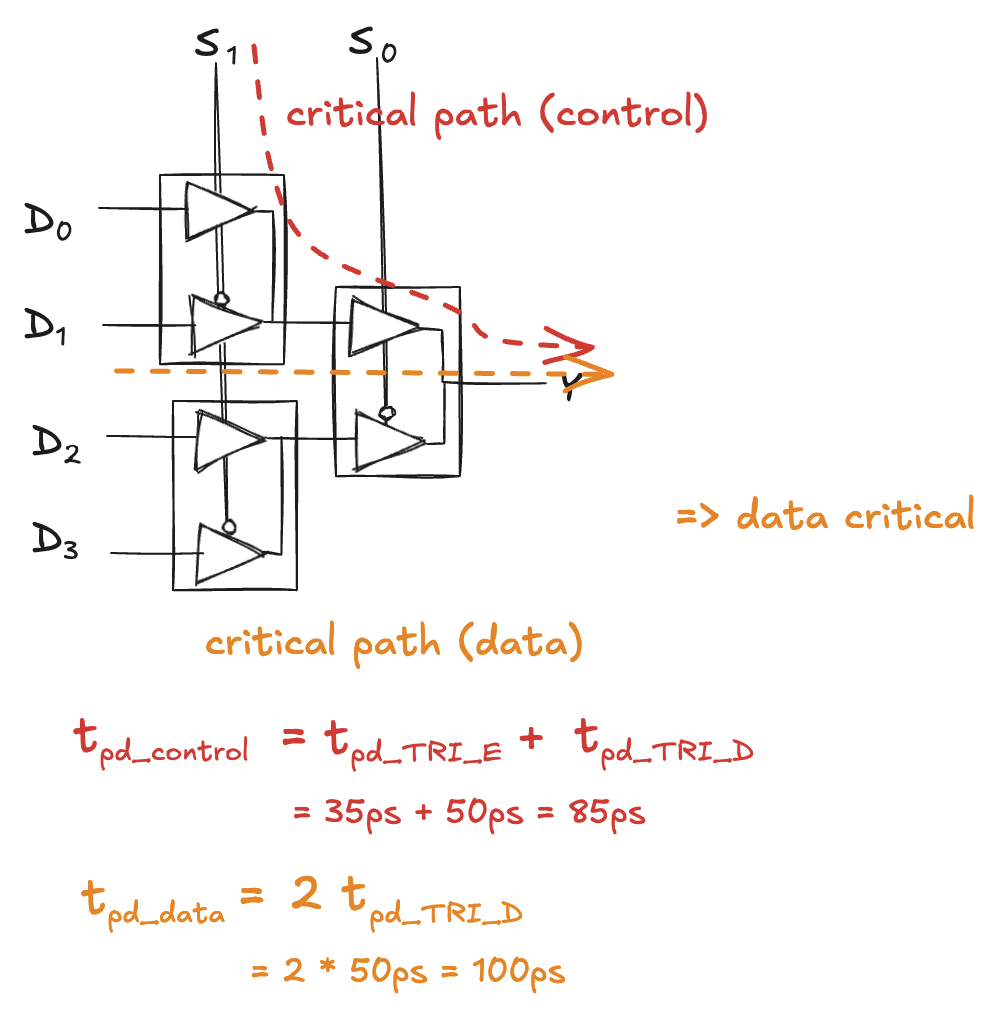 S1
S0
critical path (control)
D0
D1
Y
D2
=> data critical
D3
critical path (data)
tpd_control = tpd_TRI_E + tpd_TRI_D
= 35ps + 50ps = 85ps
tpd_data = 2 tpd_TRI_D
= 2 * 50ps = 100ps